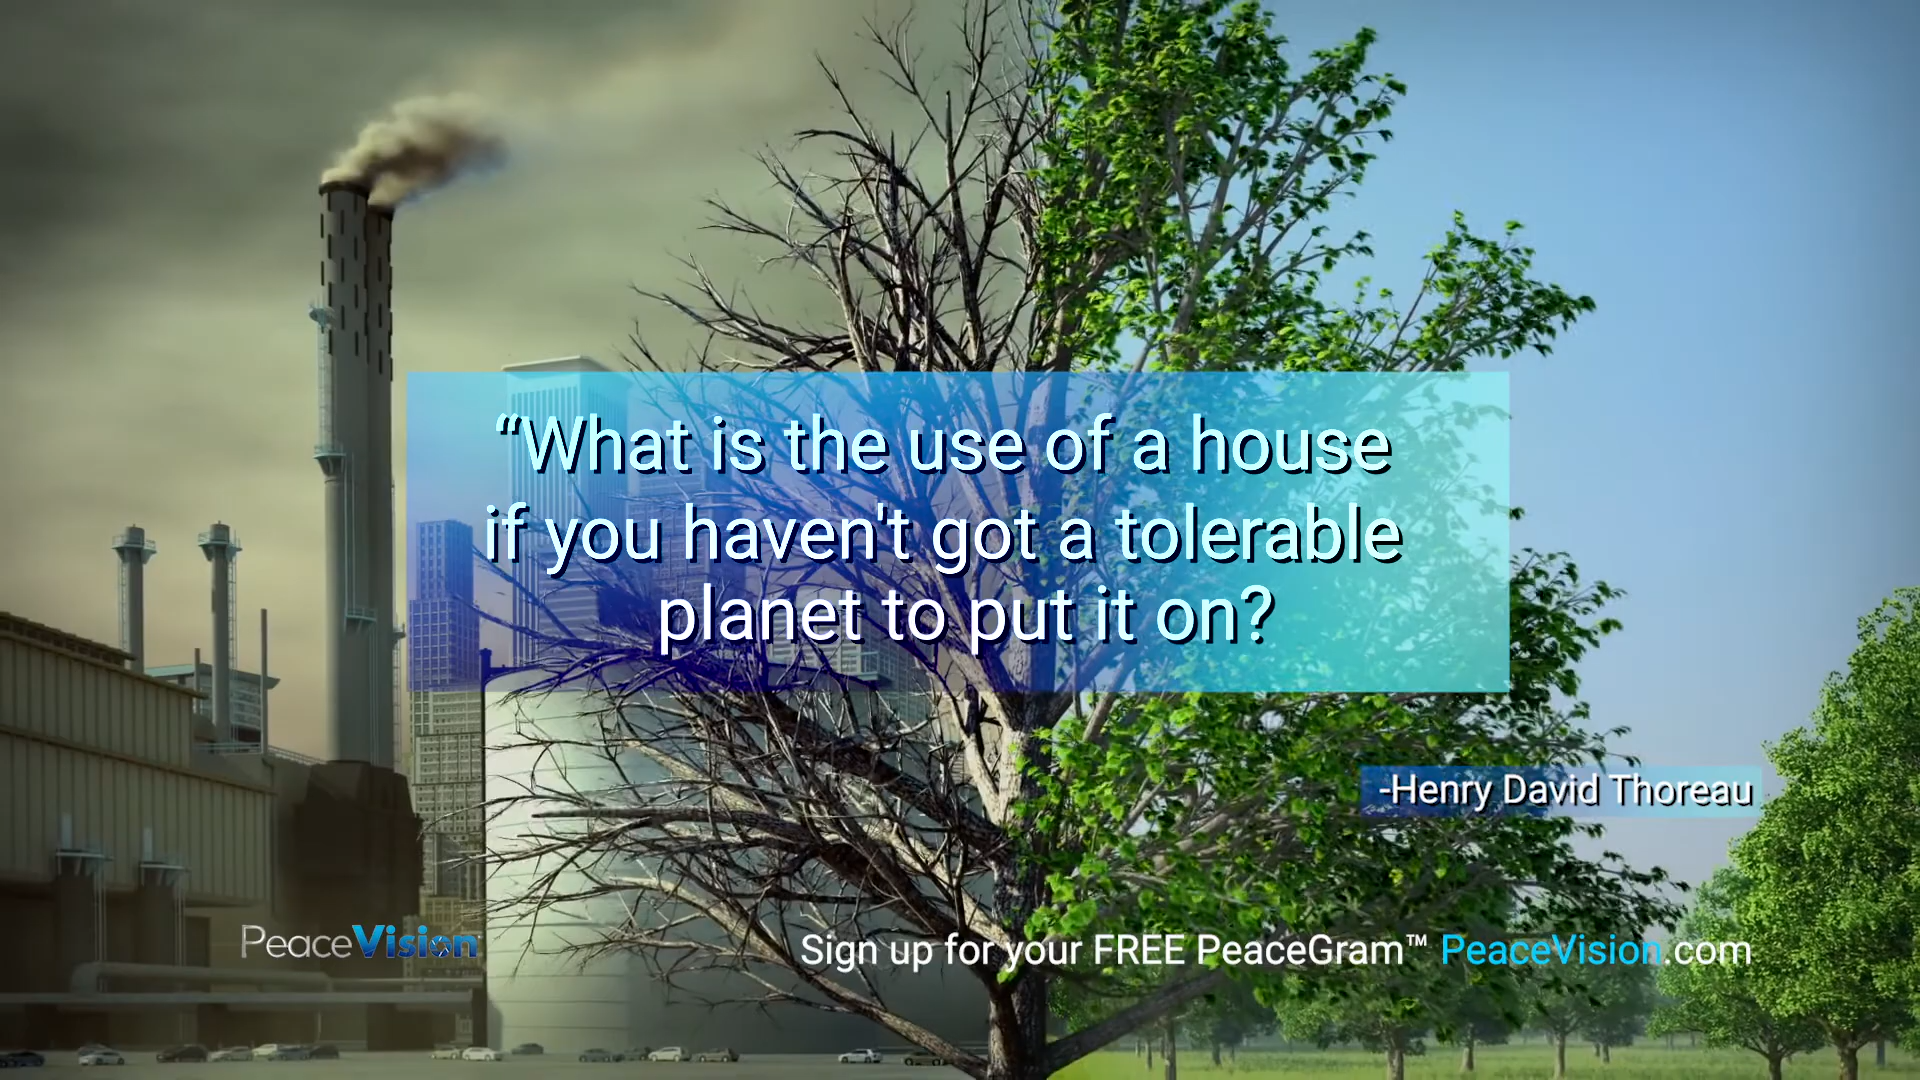 “What is the use of a house
if you haven't got a tolerable
planet to put it on?
-Henry David Thoreau
PeaceVision
Sign up for your FREE PeaceGram™ PeaceVision.com